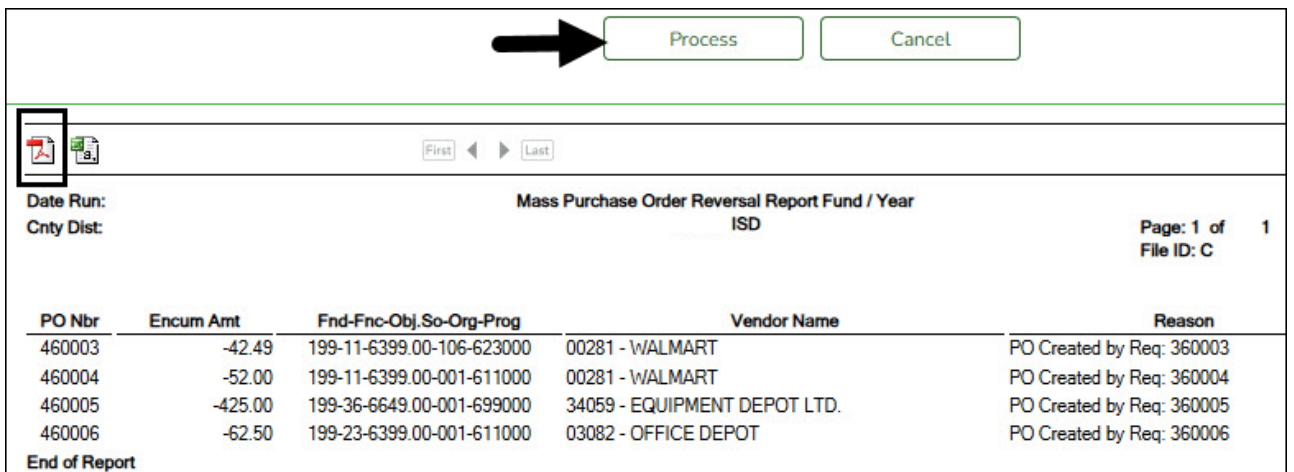 Process Cancel
a,
First Last
Date Run: Mass Purchase Order Reversal Report Fund / Year
Cnty Dist: ISD Page: 1 of 1
File ID: C
PO Nbr Encum Amt Fnd-Fnc-Obj.So-Org-Prog Vendor Name Reason
460003 -42.49 199-11-6399.00-106-623000 00281 - WALMART PO Created by Req: 360003
460004 -52.00 199-11-6399.00-001-611000 00281 - WALMART PO Created by Req: 360004
460005 -425.00 199-36-6649.00-001-699000 34059 - EQUIPMENT DEPOT LTD. PO Created by Req: 360005
460006 -62.50 199-23-6399.00-001-611000 03082 - OFFICE DEPOT PO Created by Req: 360006
End of Report